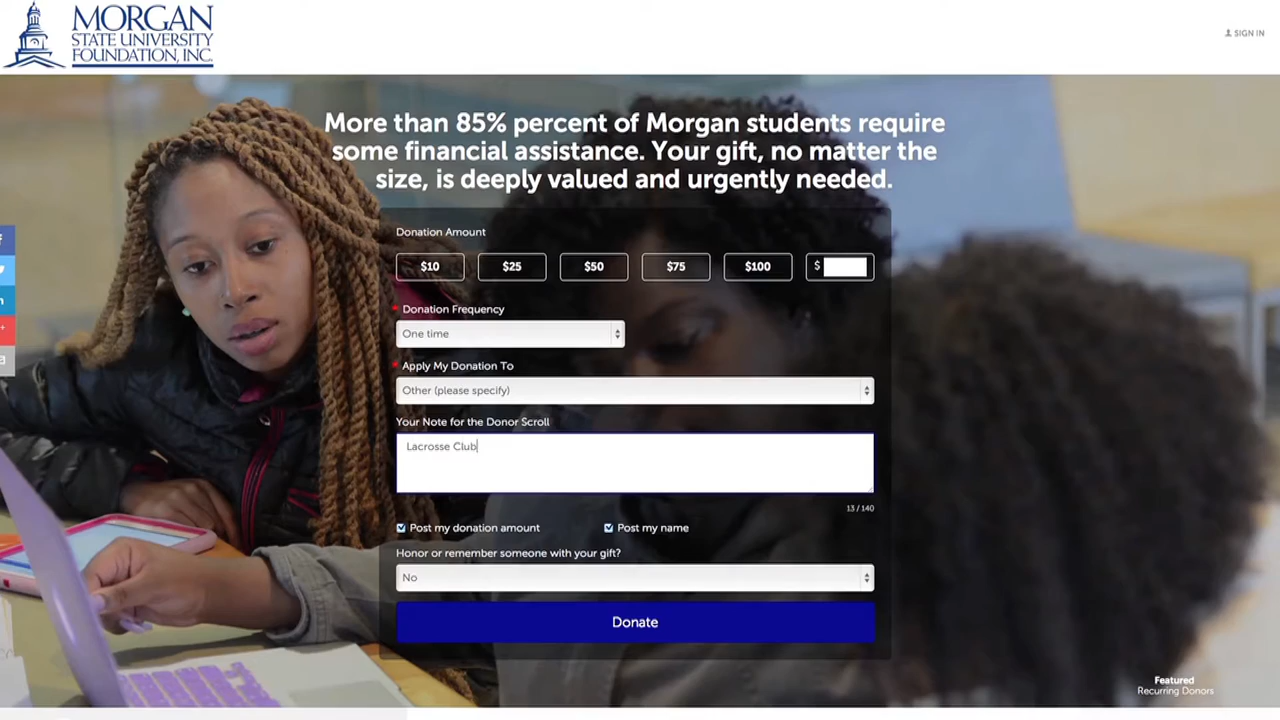 MORGAN
STATE UNIVERSITY
FOUNDATION, INC.
SIGN IN
More than 85% percent of Morgan students require
some financial assistance. Your gift, no matter the
size, is deeply valued and urgently needed.
Donation Amount
$10 $25 $50 $75 $100 $
* Donation Frequency
One time
* Apply My Donation To
Other (please specify)
Your Note for the Donor Scroll
Lacrosse Club
13 / 140
Post my donation amount Post my name
Honor or remember someone with your gift?
No
Donate
Featured
Recurring Donors